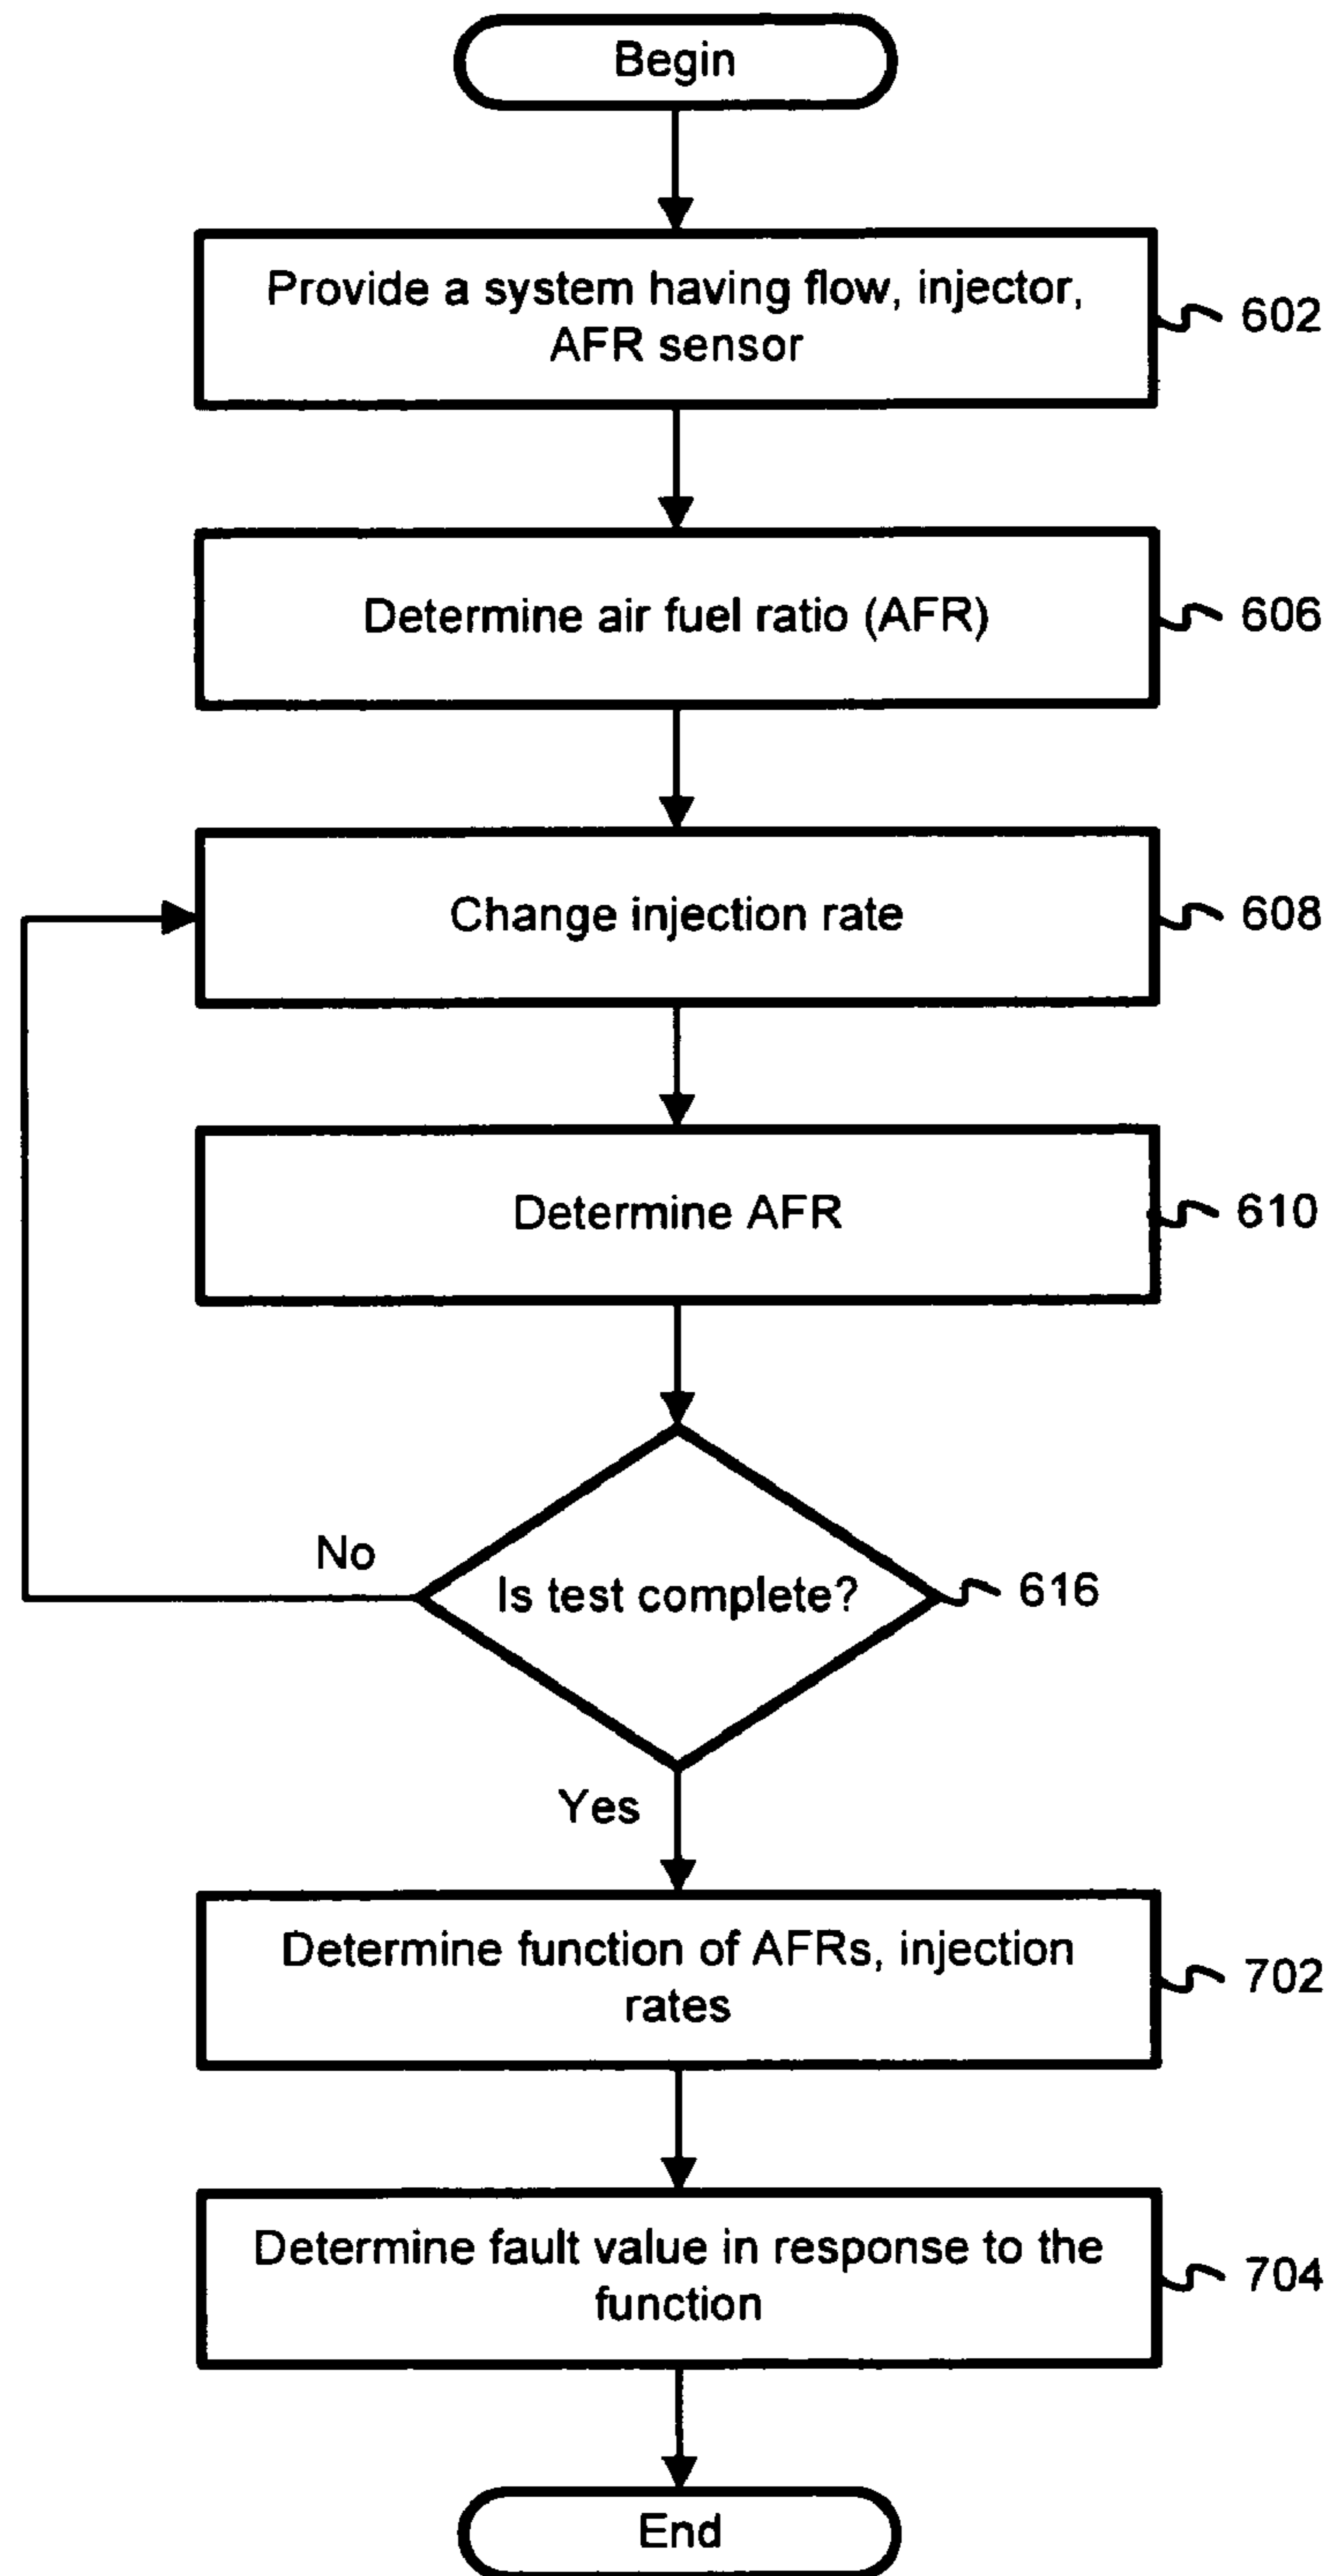 Begin
Provide a system having flow, injector,
AFR sensor
602
Determine air fuel ratio (AFR)
606
Change injection rate
608
Determine AFR
610
No
Is test complete?
616
Yes
Determine function of AFRs, injection
rates
702
Determine fault value in response to the
function
704
End